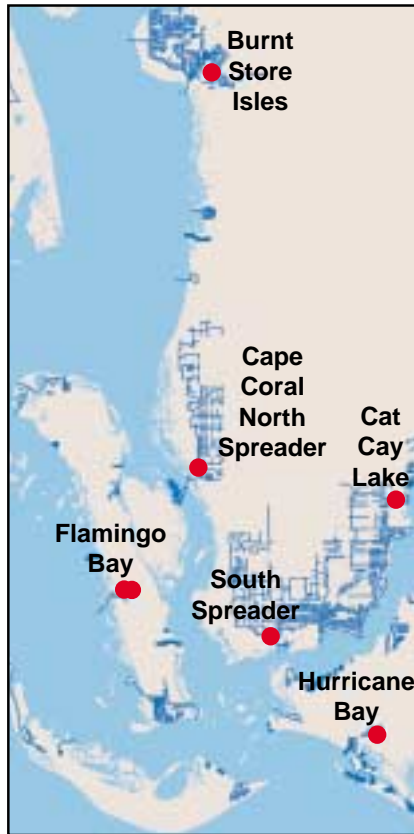 Burnt
Store
Isles
Cape
Coral
North
Spreader
Cat
Cay
Lake
Flamingo
Bay
South
Spreader
Hurricane
Bay